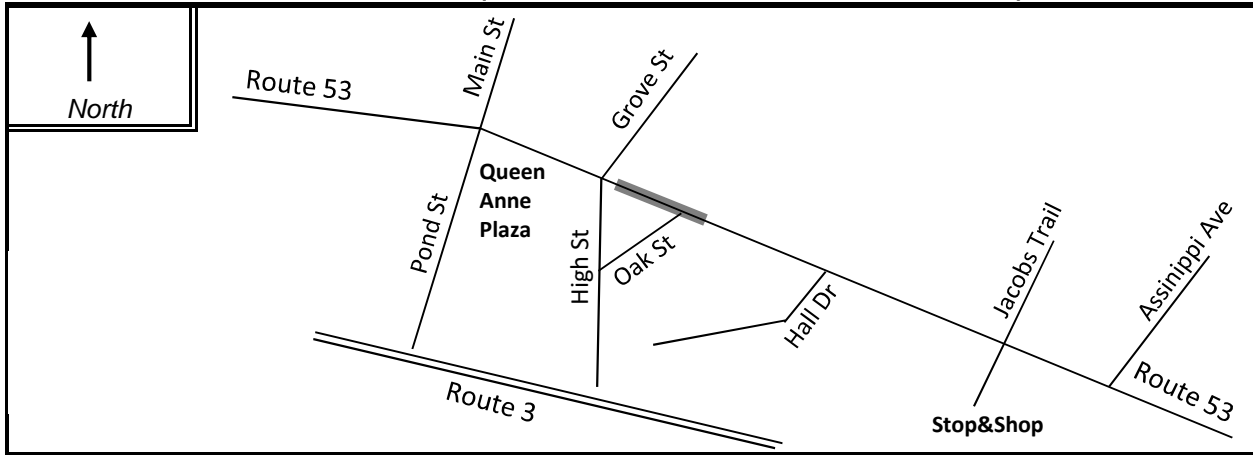 North
Route 53
Main St
Grove St
Queen
Anne
Plaza
Pond St
High St
Oak St
Hall Dr
Jacobs Trail
Assinippi Ave
Route 53
Route 3
Stop&Shop